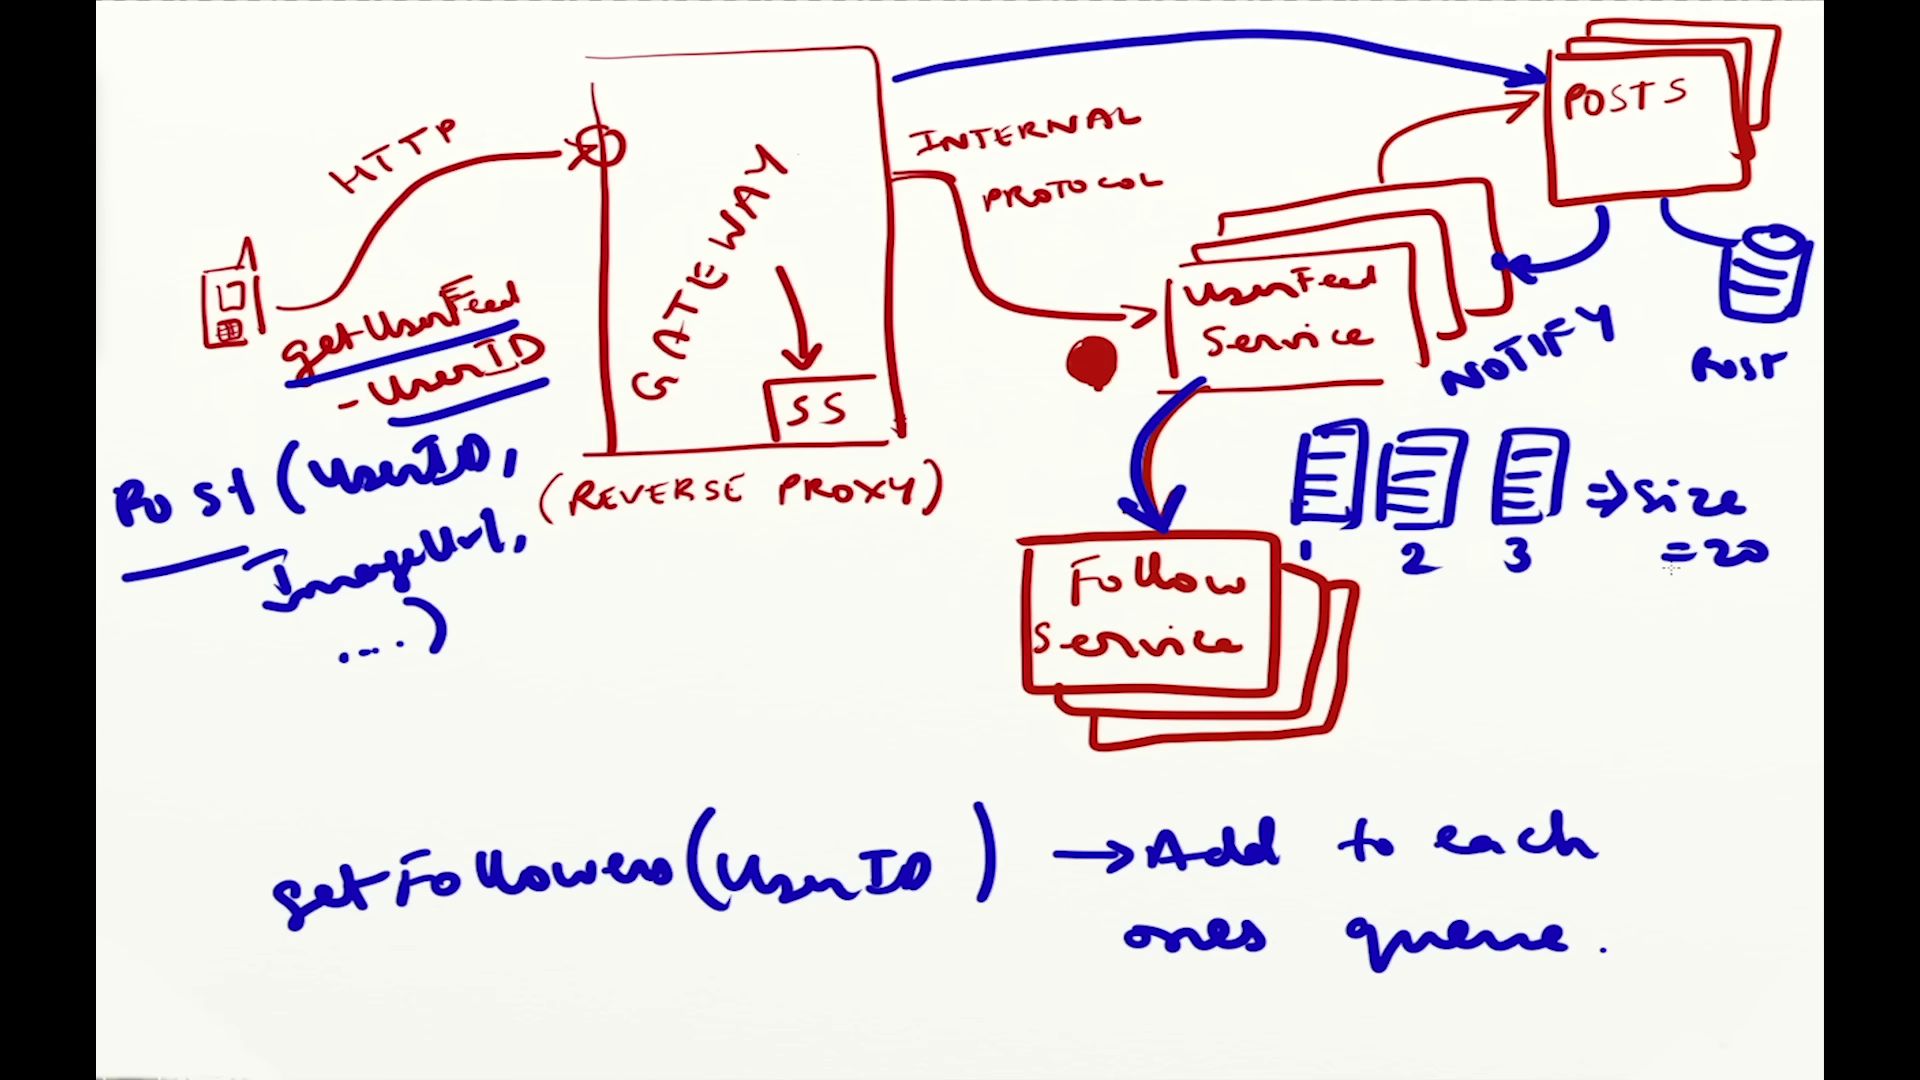 HTTP
getUserFeed
- UserID
Post (UserID,
ImageUrl,
....)
GATEWAY
SS
(REVERSE PROXY)
INTERNAL
PROTOCOL
POSTS
UserFeed
Service
NOTIFY
Post
1 2 3
=> size
= 20
Follow
Service
getFollowers(UserID) → Add to each
ones queue.